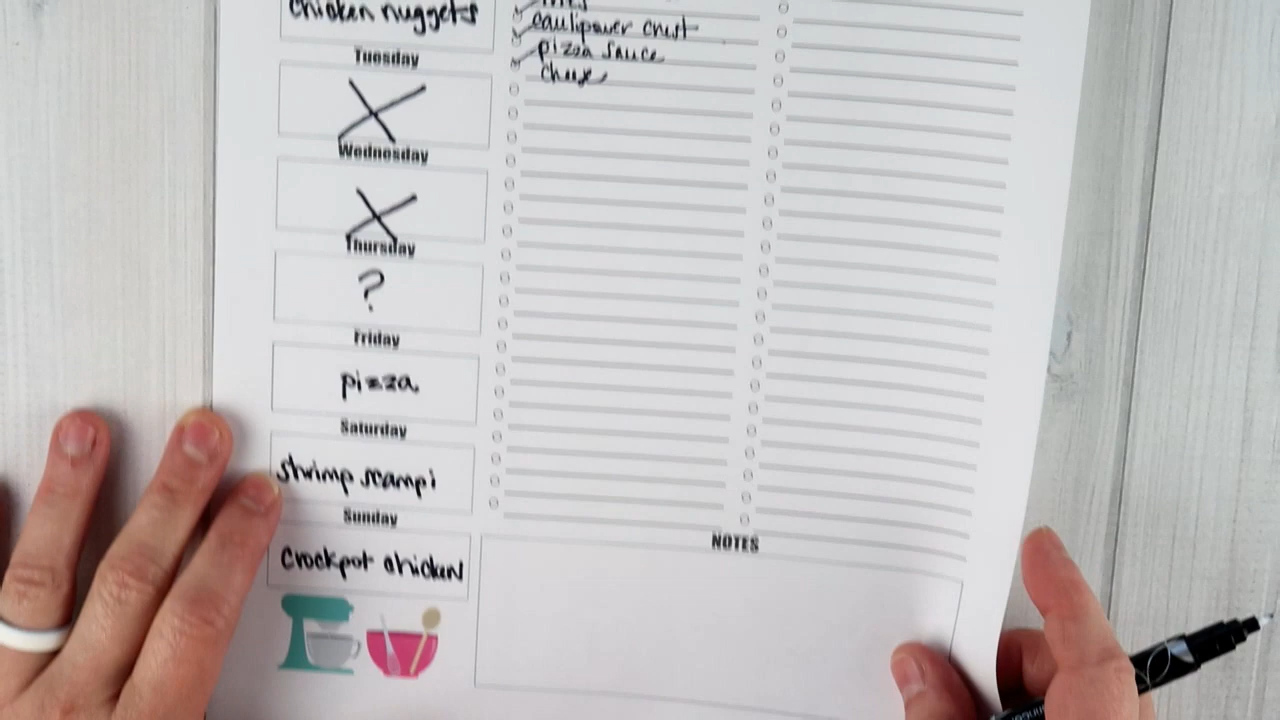 chicken nuggets
Tuesday
X
Wednesday
X
Thursday
?
Friday
pizza
Saturday
shrimp scampi
Sunday
crockpot chicken
cauliflower crust
pizza sauce
cheese
NOTES